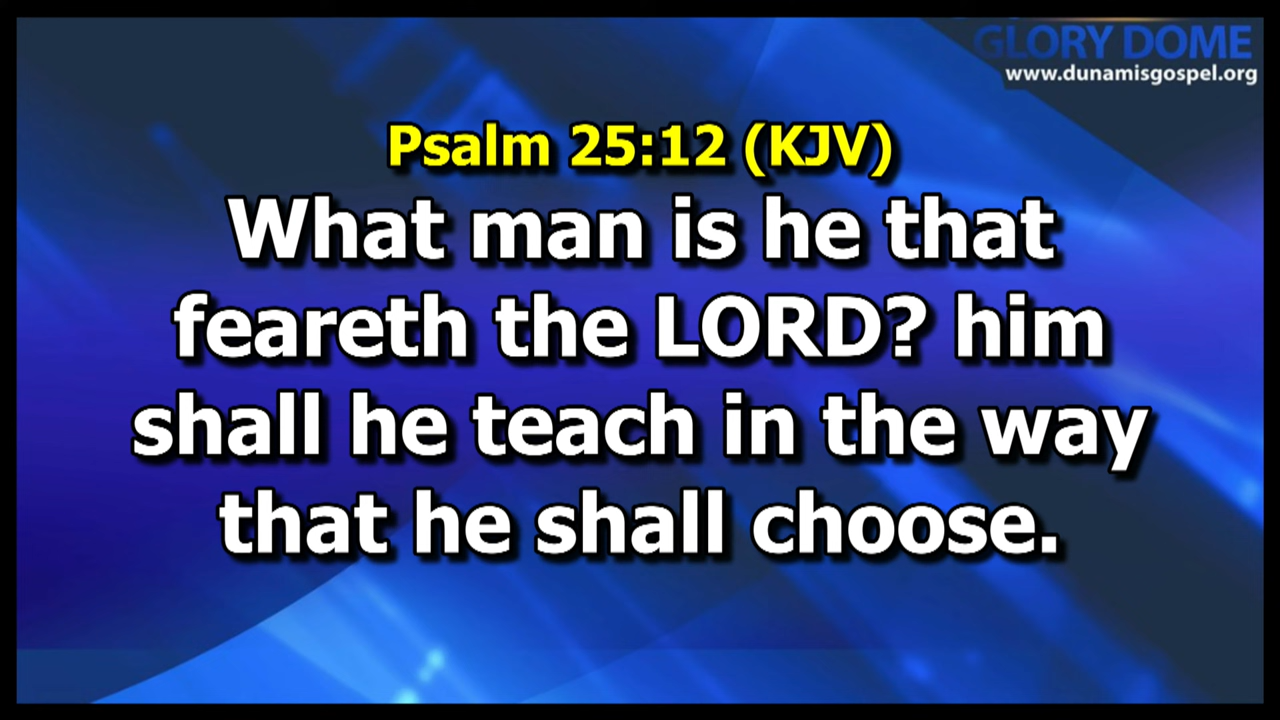 GLORY DOME
www.dunamisgospel.org
Psalm 25:12 (KJV)
What man is he that
feareth the LORD? him
shall he teach in the way
that he shall choose.